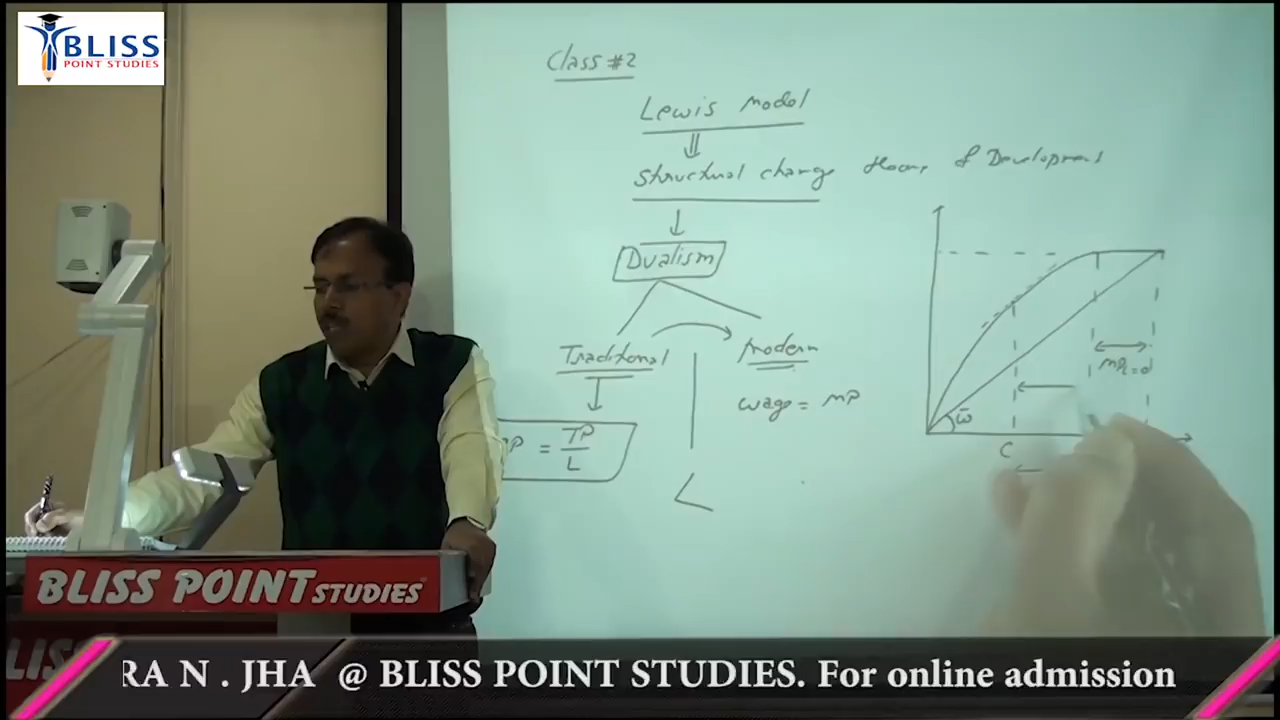 BLISS
POINT STUDIES
Class #2
Lewis model
Structural change theory of Development
Dualism
Traditional
Modern
wage = MP
P = TP/L
w̄
MPL=0
C
BLISS POINT STUDIES
BLISS
RA N . JHA @ BLISS POINT STUDIES. For online admission